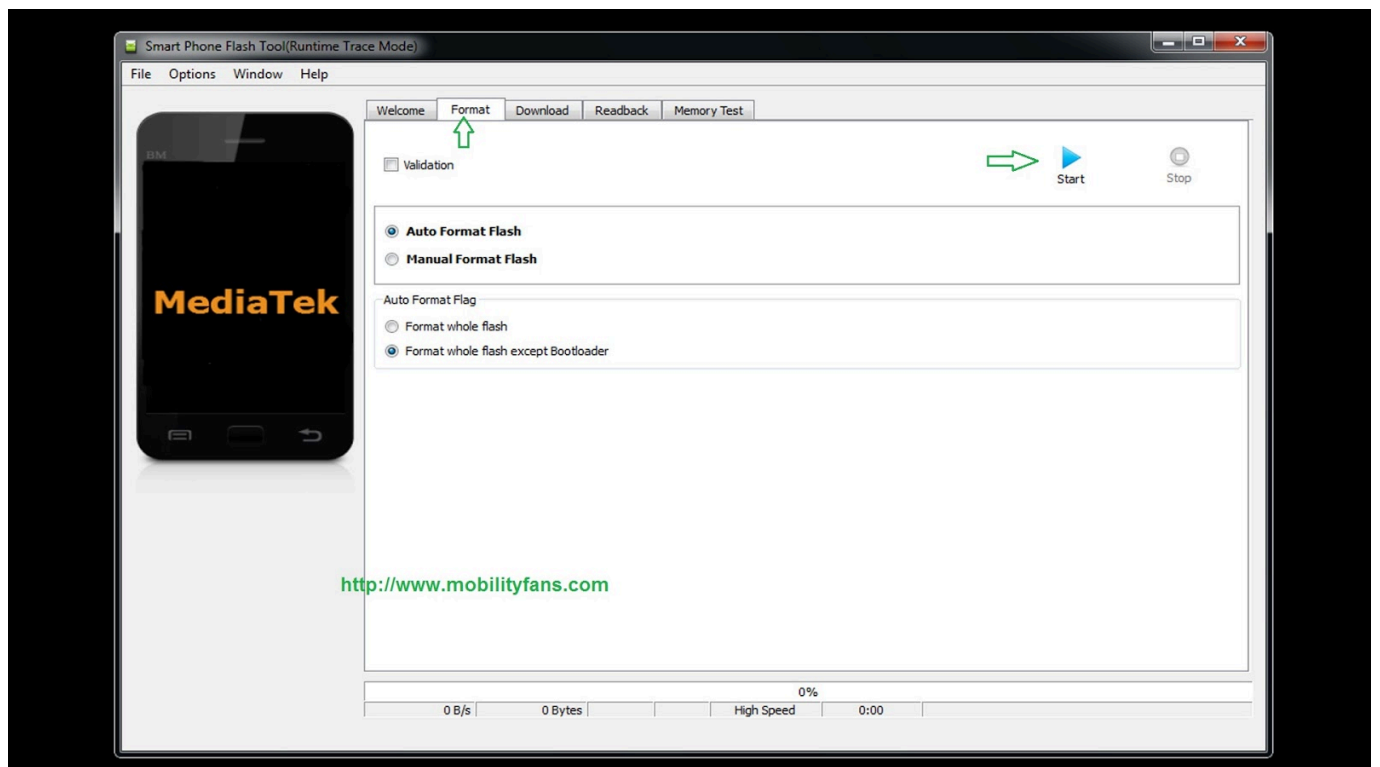 Smart Phone Flash Tool(Runtime Trace Mode)
File Options Window Help
Welcome Format Download Readback Memory Test
BM
Validation
Start
Stop
Auto Format Flash
Manual Format Flash
MediaTek
Auto Format Flag
Format whole flash
Format whole flash except Bootloader
http://www.mobilityfans.com
0%
0 B/s 0 Bytes High Speed 0:00